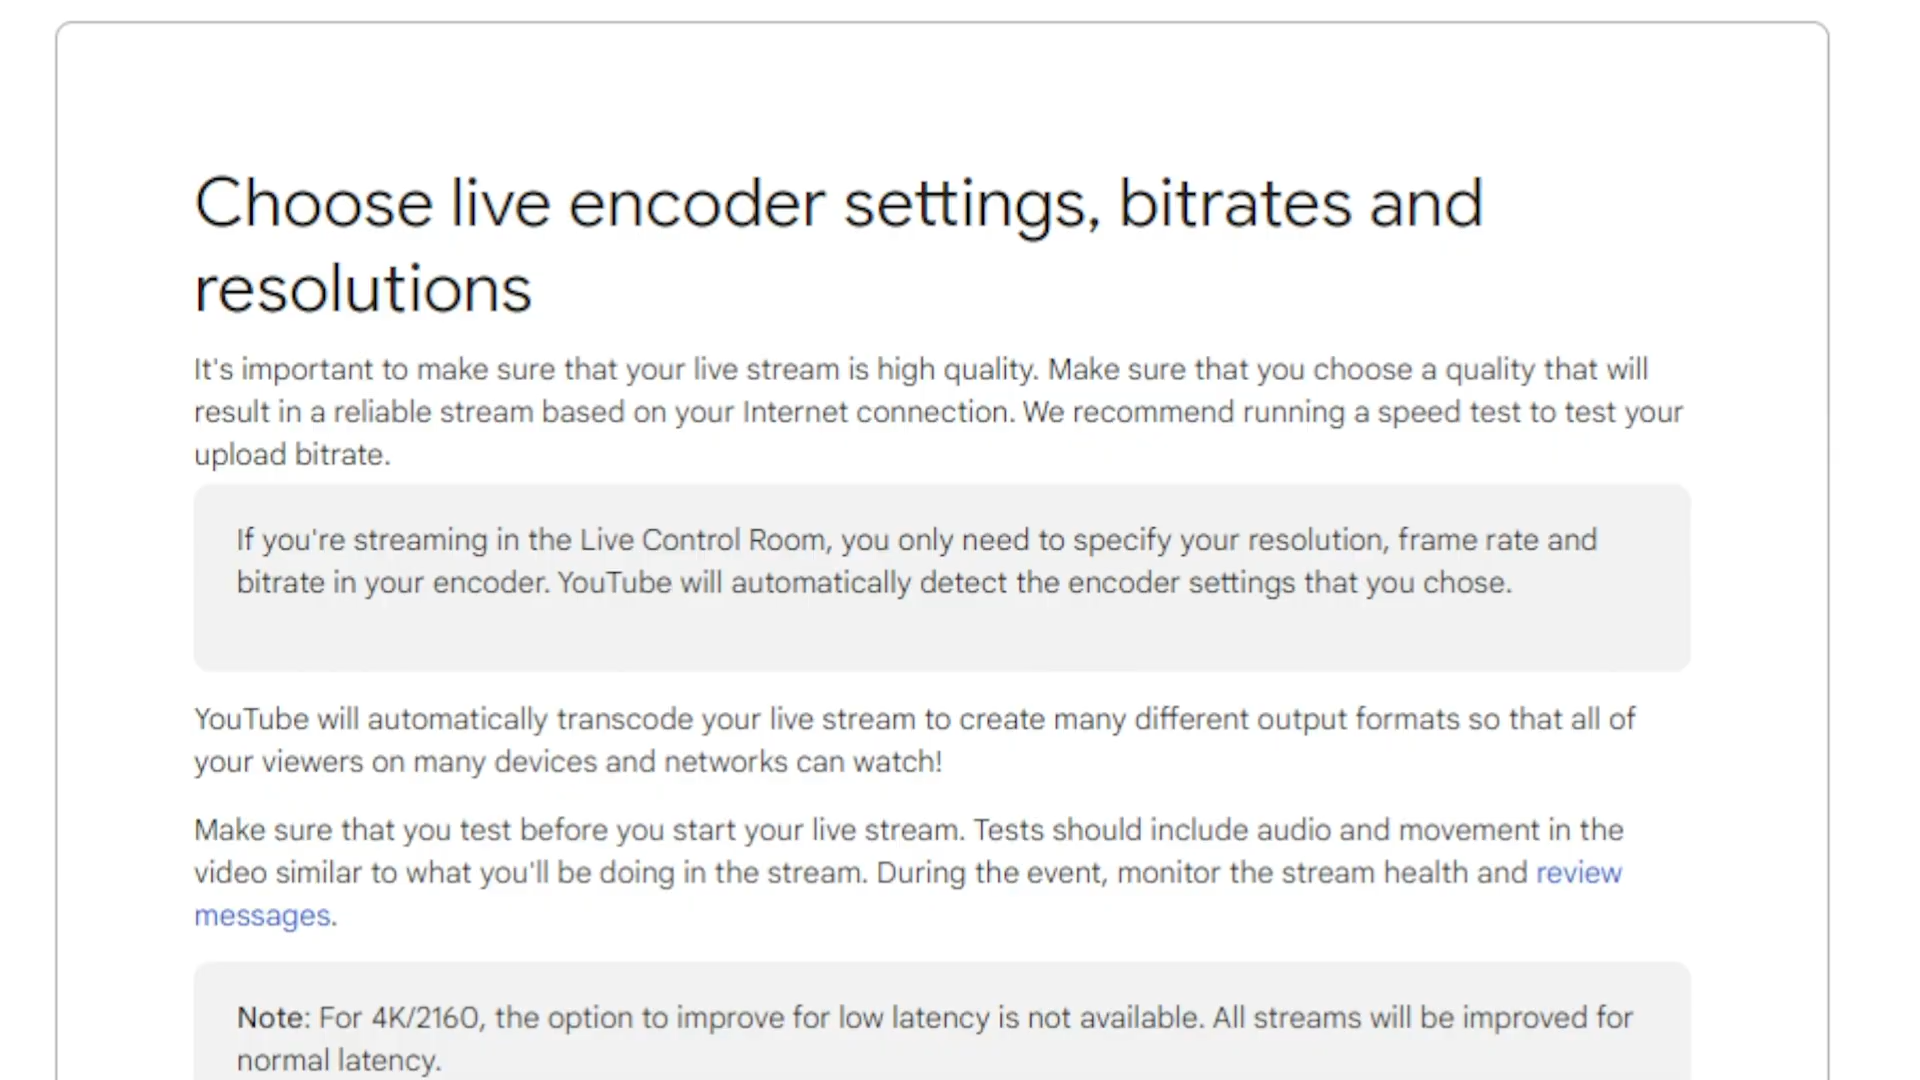 Choose live encoder settings, bitrates and
resolutions
It's important to make sure that your live stream is high quality. Make sure that you choose a quality that will
result in a reliable stream based on your Internet connection. We recommend running a speed test to test your
upload bitrate.
If you're streaming in the Live Control Room, you only need to specify your resolution, frame rate and
bitrate in your encoder. YouTube will automatically detect the encoder settings that you chose.
YouTube will automatically transcode your live stream to create many different output formats so that all of
your viewers on many devices and networks can watch!
Make sure that you test before you start your live stream. Tests should include audio and movement in the
video similar to what you'll be doing in the stream. During the event, monitor the stream health and review
messages.
Note: For 4K/2160, the option to improve for low latency is not available. All streams will be improved for
normal latency.